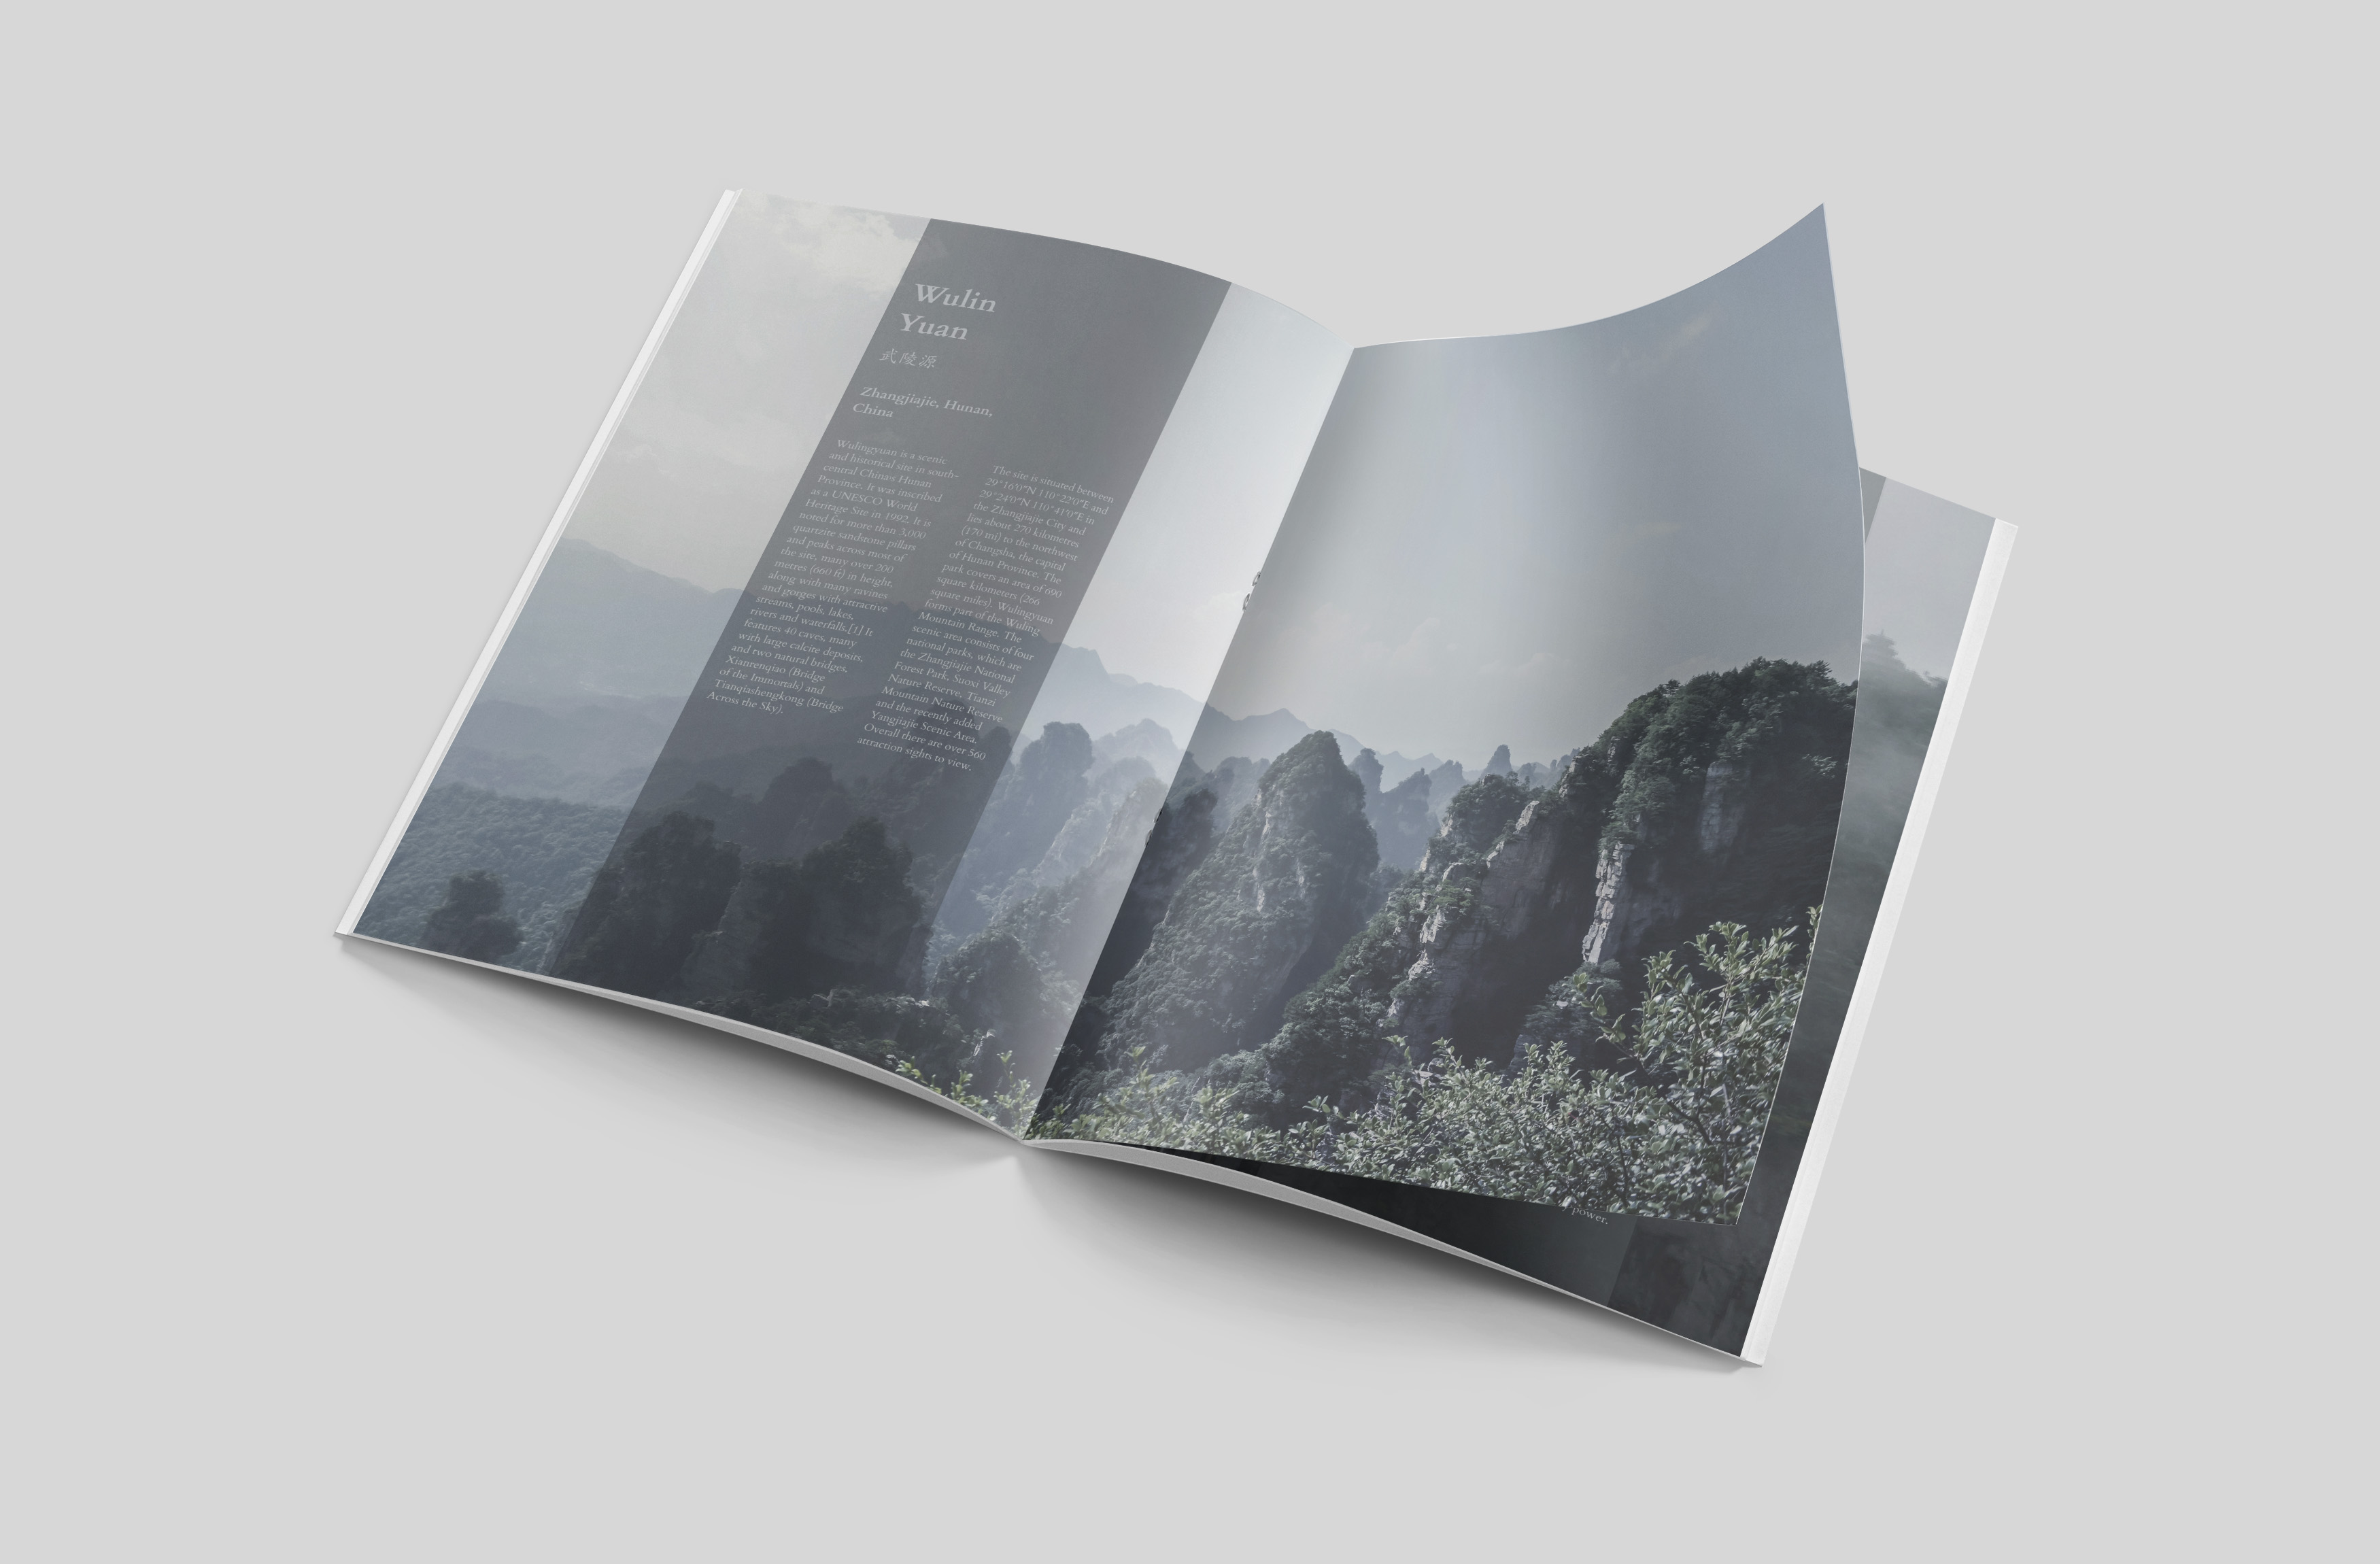 Wulin
Yuan
武陵源
Zhangjiajie, Hunan,
China
Wulingyuan is a scenic
and historical site in south-
central China's Hunan
Province. It was inscribed
as a UNESCO World
Heritage Site in 1992. It is
noted for more than 3,000
quartzite sandstone pillars
and peaks across most of
the site, many over 200
metres (660 ft) in height,
along with many ravines
and gorges with attractive
streams, pools, lakes,
rivers and waterfalls.[1] It
features 40 caves, many
with large calcite deposits,
and two natural bridges,
Xianrenqiao (Bridge
of the Immortals) and
Tianqiashengkong (Bridge
Across the Sky).
The site is situated between
29°16'0"N 110°22'0"E and
29°24'0"N 110°41'0"E in
the Zhangjiajie City and
lies about 270 kilometres
(170 mi) to the northwest
of Changsha, the capital
of Hunan Province. The
park covers an area of 690
square kilometers (266
square miles). Wulingyuan
forms part of the Wuling
Mountain Range. The
scenic area consists of four
national parks, which are
the Zhangjiajie National
Forest Park, Suoxi Valley
Nature Reserve, Tianzi
Mountain Nature Reserve
and the recently added
Yangjiajie Scenic Area.
Overall there are over 560
attraction sights to view.
power.